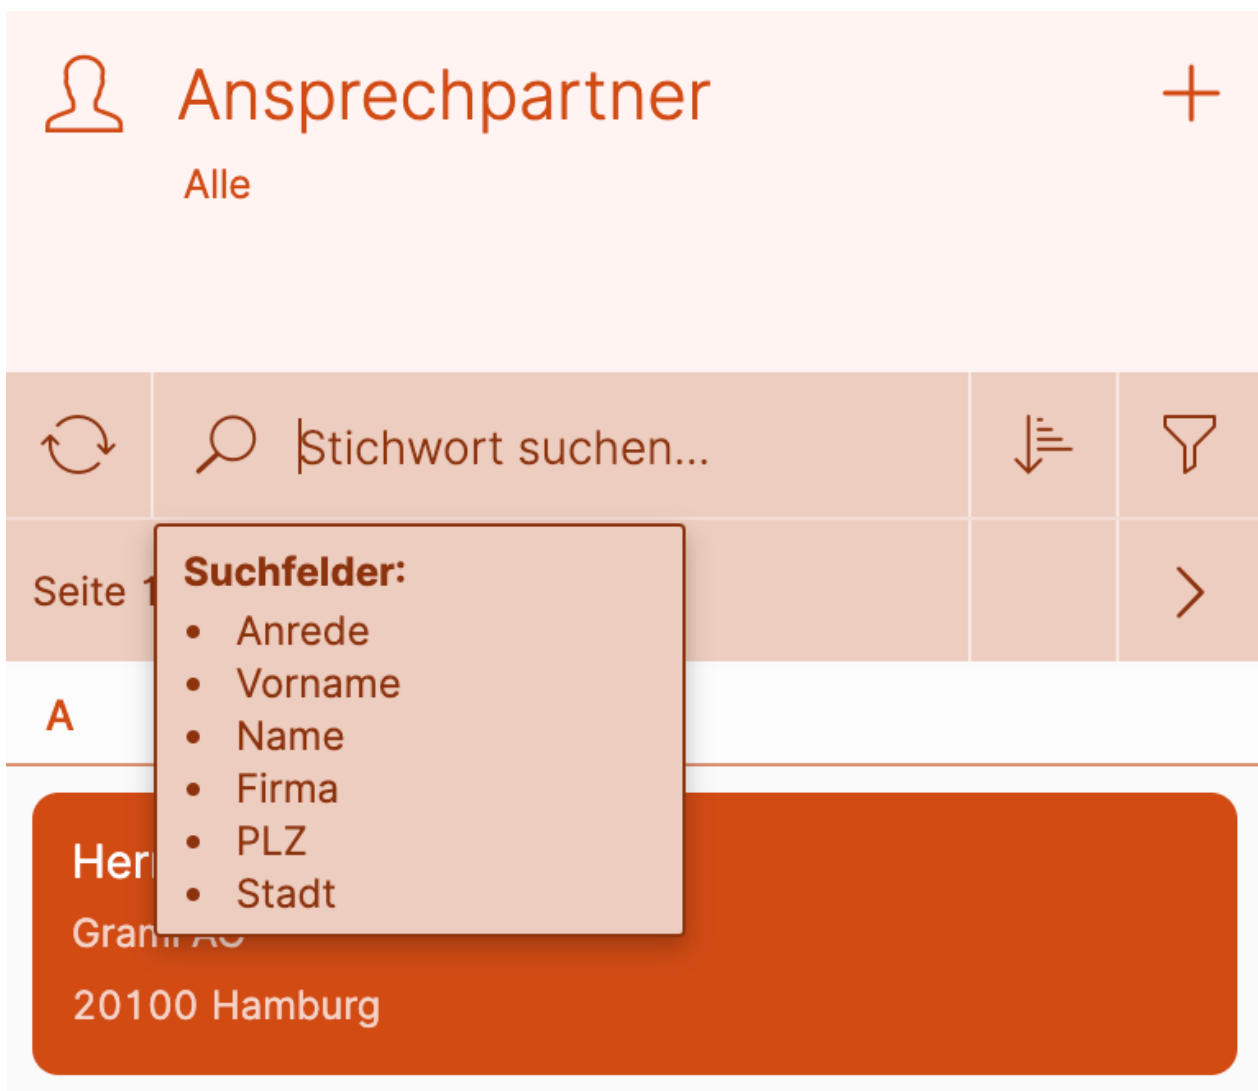 Ansprechpartner
Alle
Stichwort suchen...
Seite
Suchfelder:
• Anrede
• Vorname
• Name
• Firma
• PLZ
• Stadt
A
20100 Hamburg